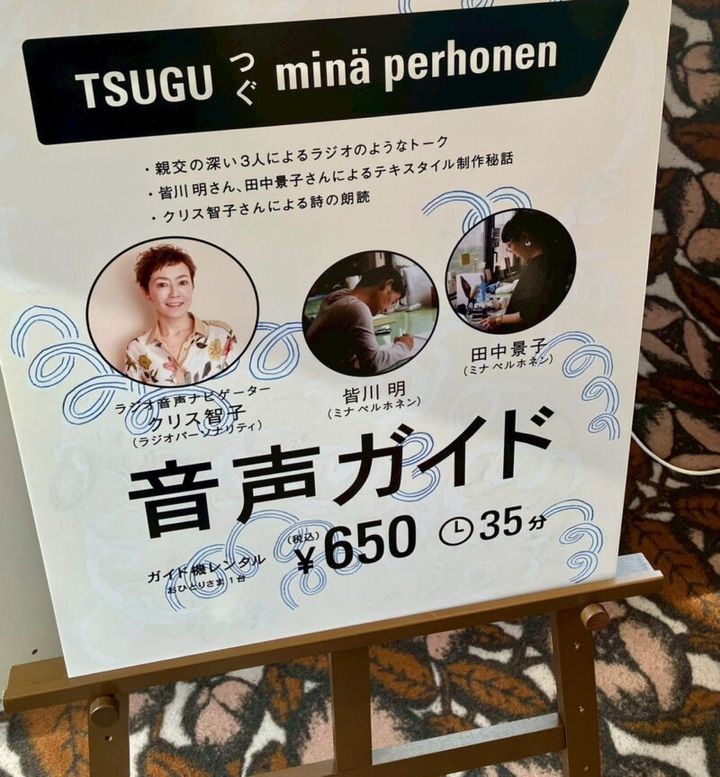 TSUGU つぐ minä perhonen
・親交の深い3人によるラジオのようなトーク
・皆川明さん、田中景子さんによるテキスタイル制作秘話
・クリス智子さんによる詩の朗読
ラジオ音声ナビゲーター
クリス智子
(ラジオパーソナリティ)
皆川 明
(ミナ ペルホネン)
田中景子
(ミナ ペルホネン)
音声ガイド
ガイド機レンタル
おひとりさま1台
(税込)
¥650
35分